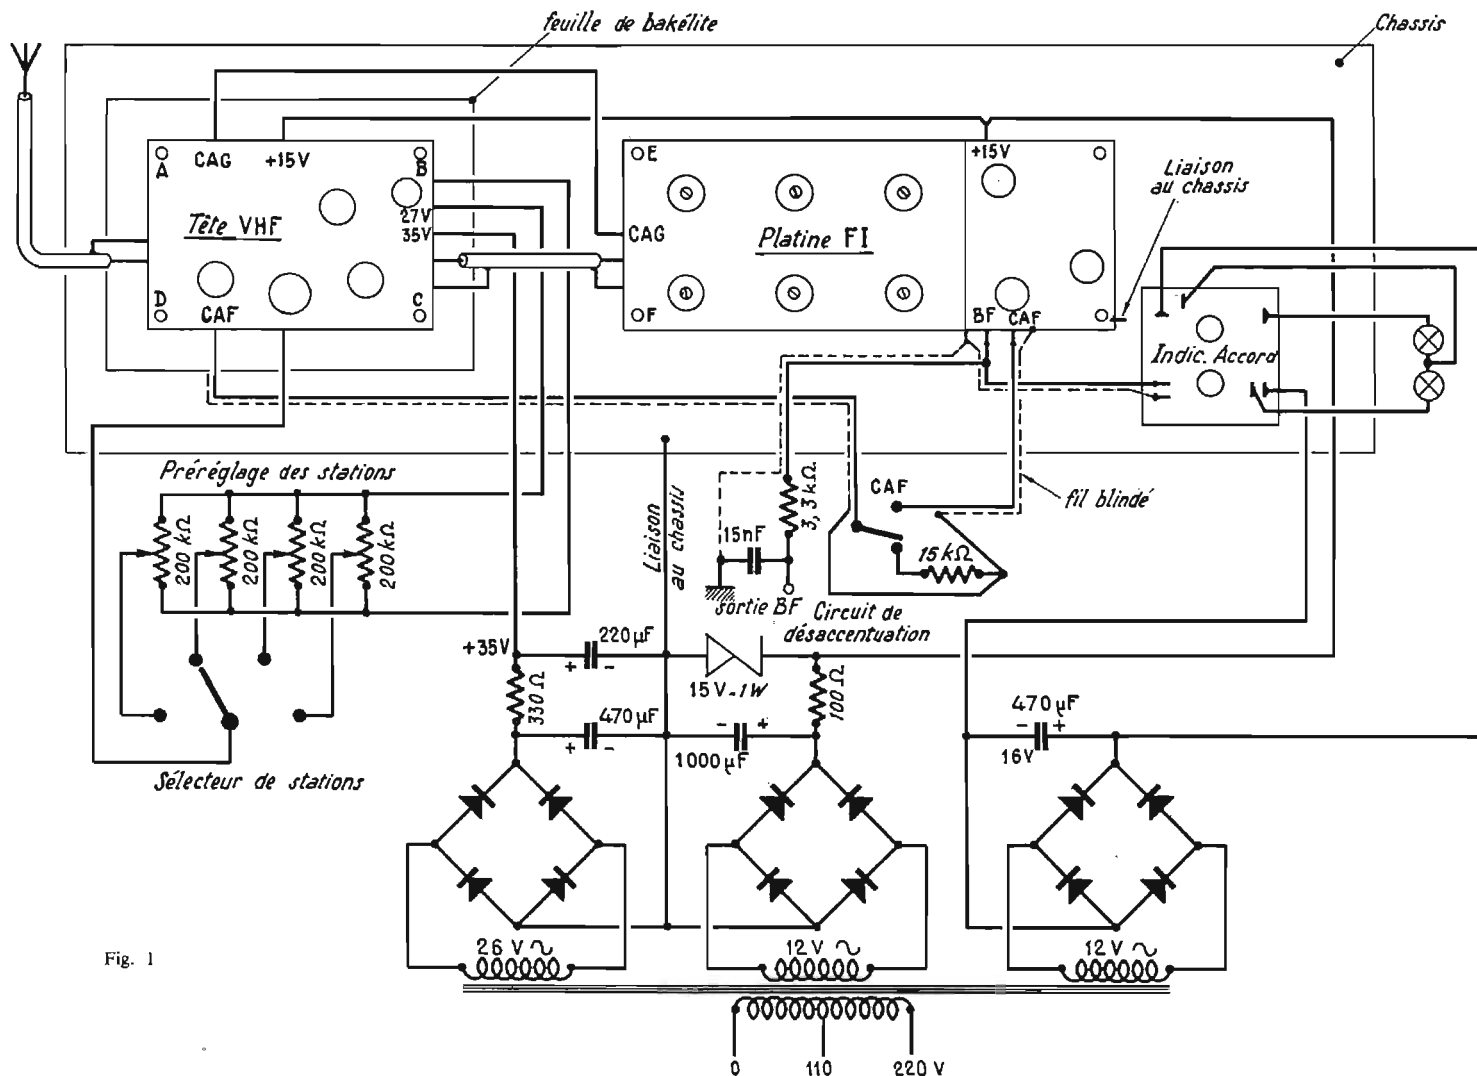 feuille de bakélite
Chassis
A
CAG
+15V
B
27V
35V
Tête VHF
D
CAF
C
E
CAG
Platine FI
F
+15V
BF
CAF
Liaison
au chassis
Indic. Accord
Préréglage des stations
200 kΩ
200 kΩ
200 kΩ
200 kΩ
Sélecteur de stations
Liaison
au chassis
3,3 kΩ
15nF
sortie BF
CAF
15 kΩ
fil blindé
Circuit de
désaccentuation
+35V
220 µF
+
-
330 Ω
470 µF
+
-
15 V - 1W
100 Ω
-
+
1000 µF
470 µF
-
+
16V
26 V ~
12 V ~
12 V ~
0
110
220 V
Fig. 1